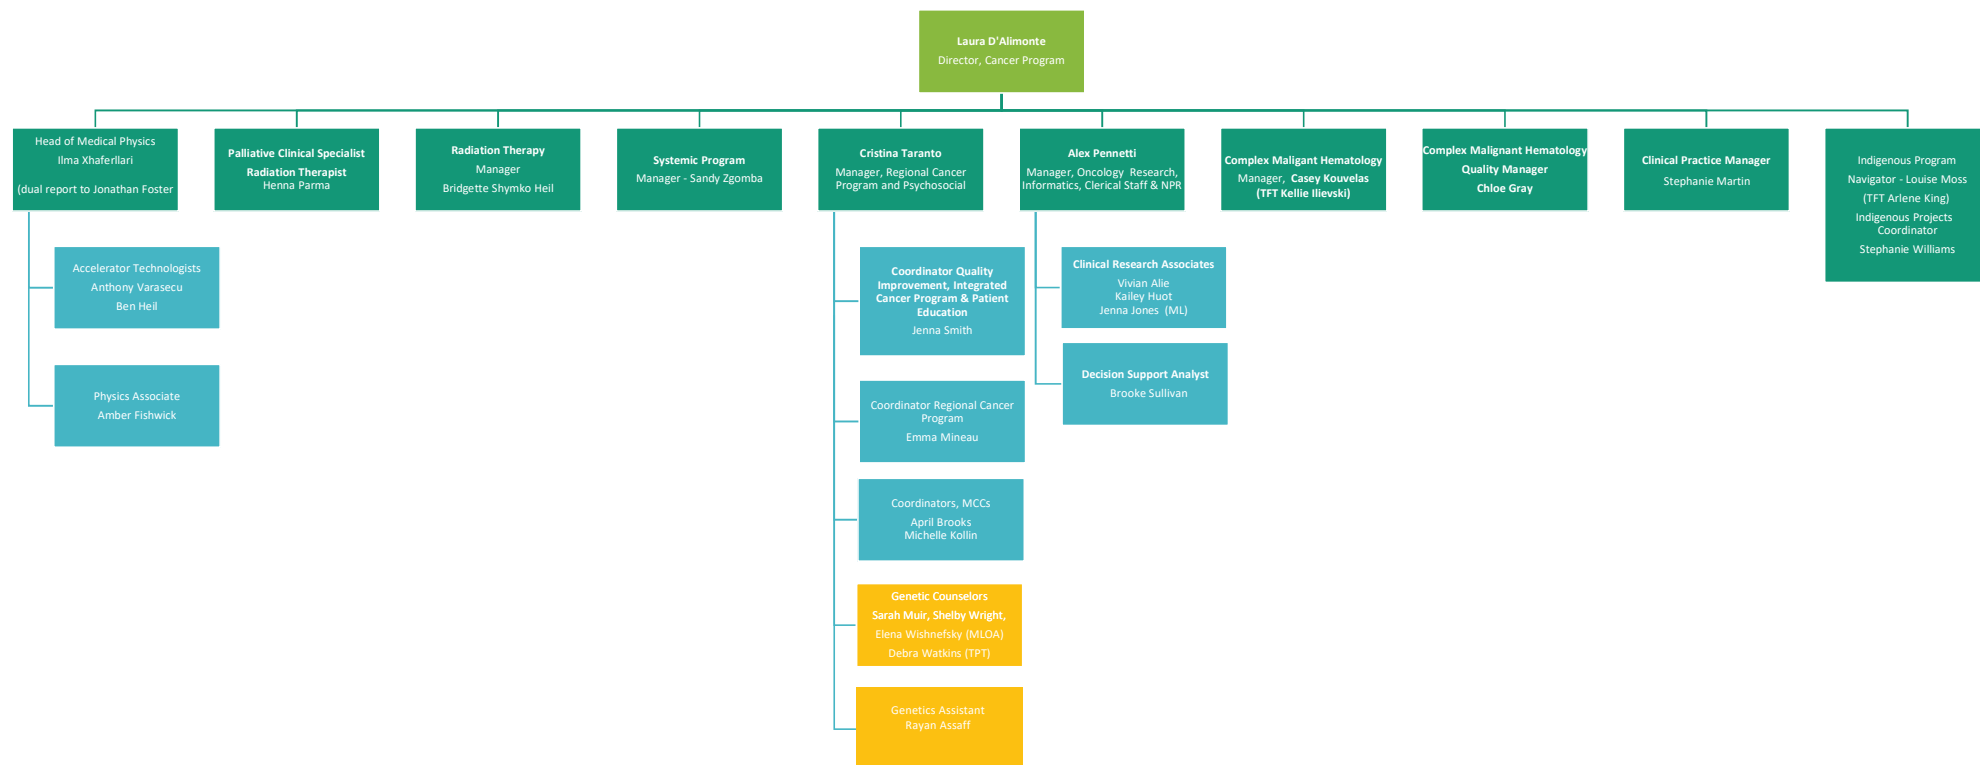 Laura D'Alimonte
Director, Cancer Program
Head of Medical Physics
Ilma Xhaferllari
(dual report to Jonathan Foster
Palliative Clinical Specialist
Radiation Therapist
Henna Parma
Radiation Therapy
Manager
Bridgette Shymko Heil
Systemic Program
Manager - Sandy Zgomba
Cristina Taranto
Manager, Regional Cancer
Program and Psychosocial
Alex Pennetti
Manager, Oncology Research,
Informatics, Clerical Staff & NPR
Complex Maligant Hematology
Manager, Casey Kouvelas
(TFT Kellie Ilievski)
Complex Malignant Hematology
Quality Manager
Chloe Gray
Clinical Practice Manager
Stephanie Martin
Indigenous Program
Navigator - Louise Moss
(TFT Arlene King)
Indigenous Projects
Coordinator
Stephanie Williams
Accelerator Technologists
Anthony Varasecu
Ben Heil
Physics Associate
Amber Fishwick
Coordinator Quality
Improvement, Integrated
Cancer Program & Patient
Education
Jenna Smith
Coordinator Regional Cancer
Program
Emma Mineau
Coordinators, MCCs
April Brooks
Michelle Kollin
Genetic Counselors
Sarah Muir, Shelby Wright,
Elena Wishnefsky (MLOA)
Debra Watkins (TPT)
Genetics Assistant
Rayan Assaff
Clinical Research Associates
Vivian Alie
Kailey Huot
Jenna Jones (ML)
Decision Support Analyst
Brooke Sullivan